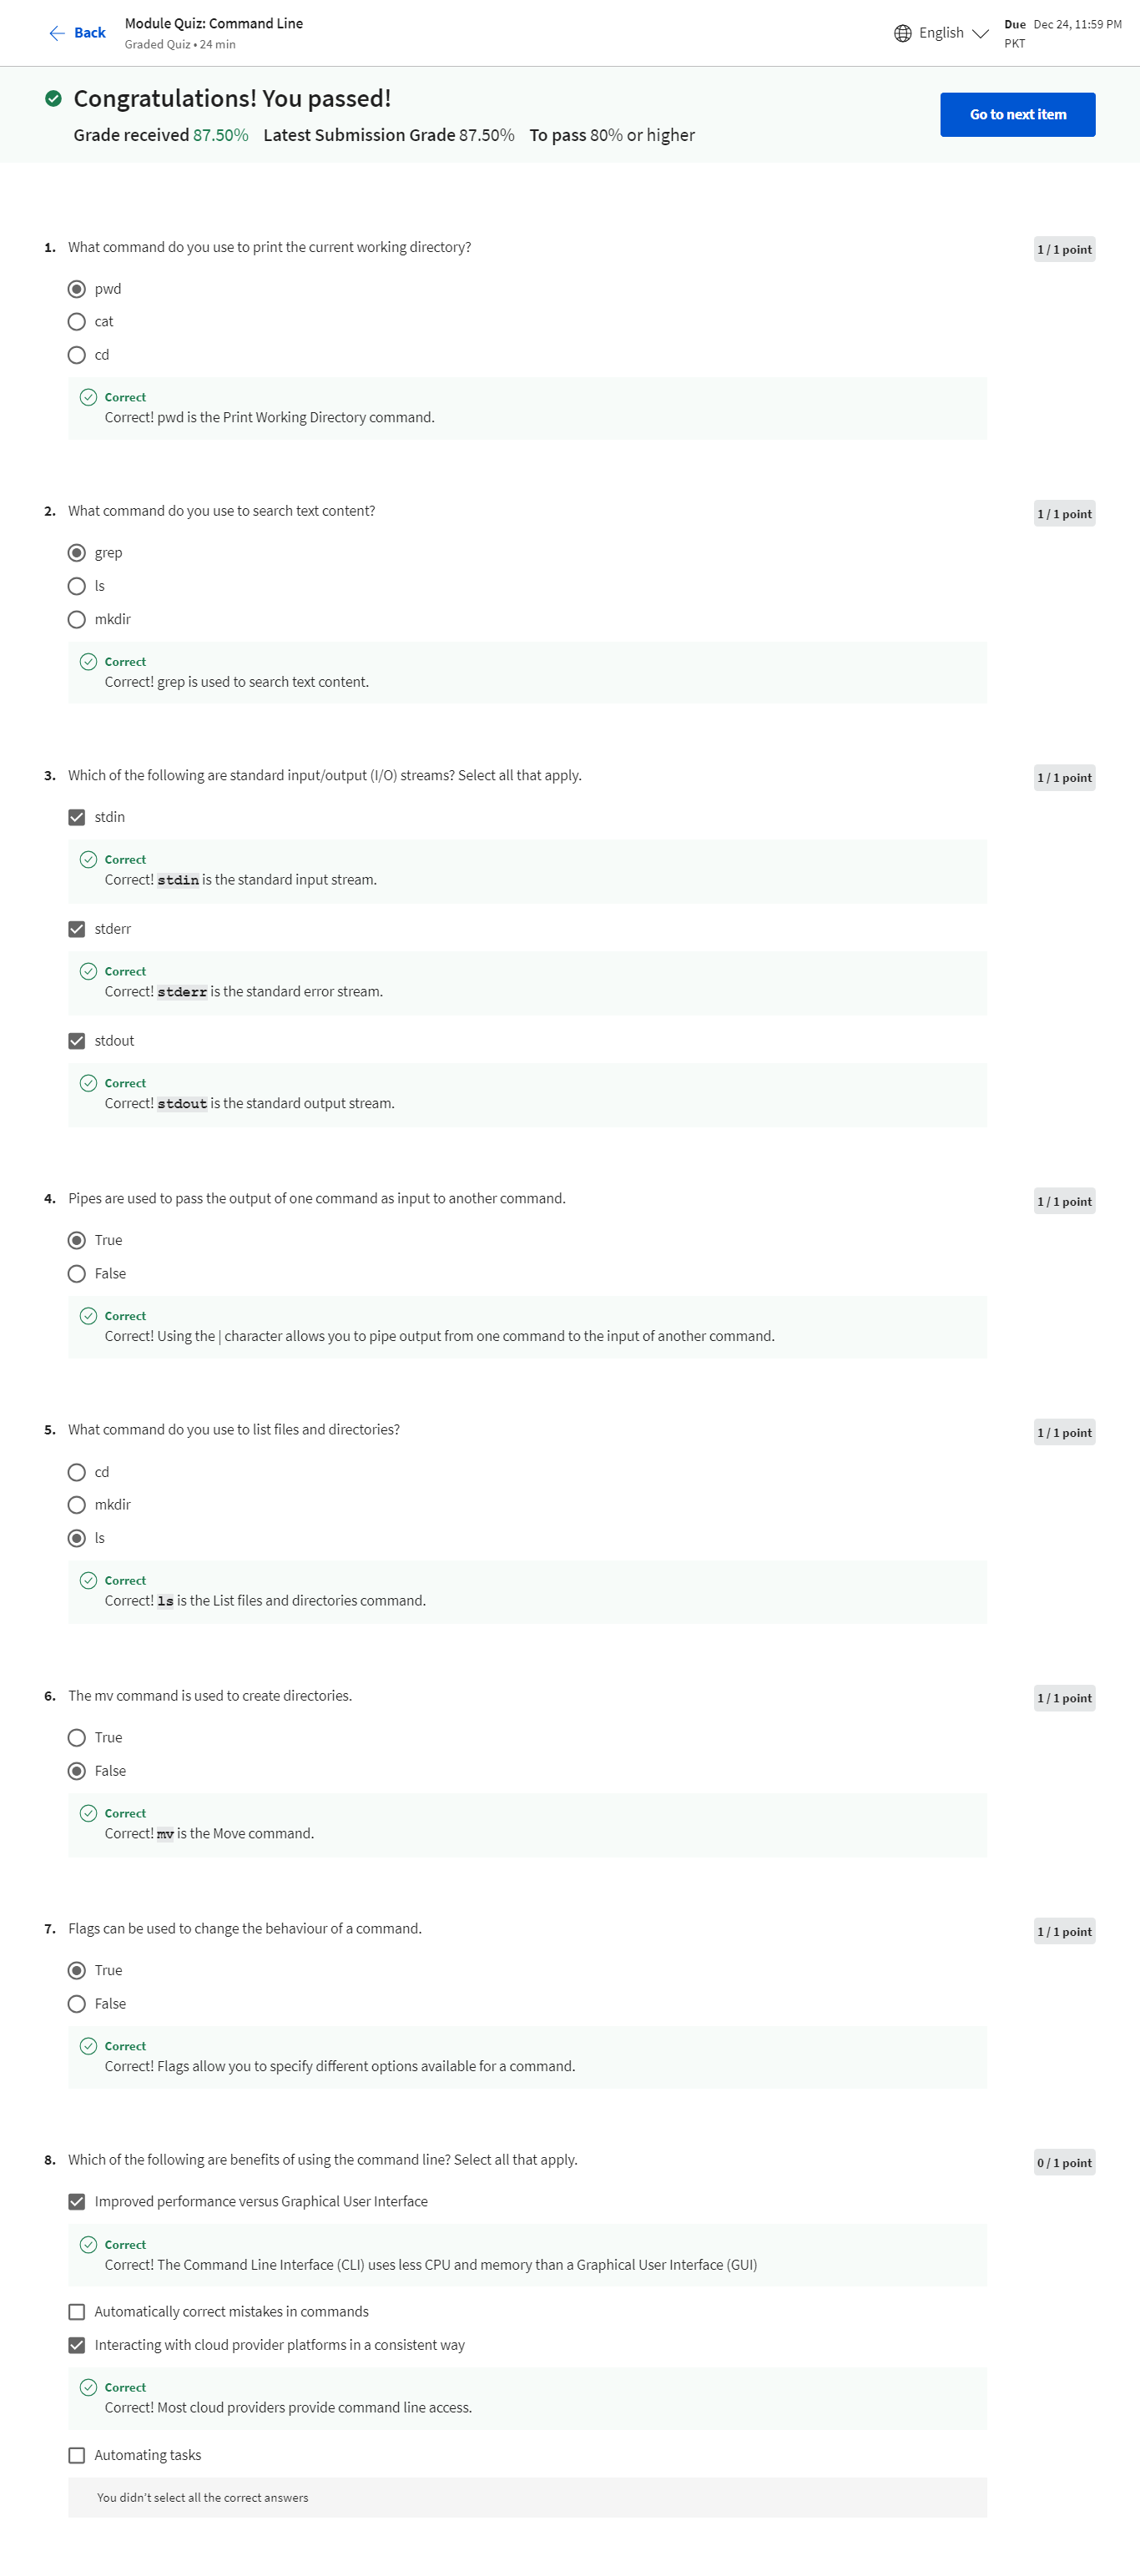 Back
Module Quiz: Command Line
Graded Quiz • 24 min
English
Due Dec 24, 11:59 PM
PKT
Congratulations! You passed!
Grade received 87.50% Latest Submission Grade 87.50% To pass 80% or higher
Go to next item
1. What command do you use to print the current working directory?
1 / 1 point
pwd
cat
cd
Correct
Correct! pwd is the Print Working Directory command.
2. What command do you use to search text content?
1 / 1 point
grep
ls
mkdir
Correct
Correct! grep is used to search text content.
3. Which of the following are standard input/output (I/O) streams? Select all that apply.
1 / 1 point
stdin
Correct
Correct! stdin is the standard input stream.
stderr
Correct
Correct! stderr is the standard error stream.
stdout
Correct
Correct! stdout is the standard output stream.
4. Pipes are used to pass the output of one command as input to another command.
1 / 1 point
True
False
Correct
Correct! Using the | character allows you to pipe output from one command to the input of another command.
5. What command do you use to list files and directories?
1 / 1 point
cd
mkdir
ls
Correct
Correct! ls is the List files and directories command.
6. The mv command is used to create directories.
1 / 1 point
True
False
Correct
Correct! mv is the Move command.
7. Flags can be used to change the behaviour of a command.
1 / 1 point
True
False
Correct
Correct! Flags allow you to specify different options available for a command.
8. Which of the following are benefits of using the command line? Select all that apply.
0 / 1 point
Improved performance versus Graphical User Interface
Correct
Correct! The Command Line Interface (CLI) uses less CPU and memory than a Graphical User Interface (GUI)
Automatically correct mistakes in commands
Interacting with cloud provider platforms in a consistent way
Correct
Correct! Most cloud providers provide command line access.
Automating tasks
You didn't select all the correct answers